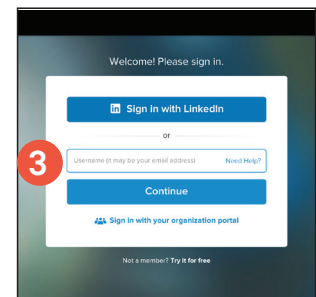 Welcome! Please sign in.
in Sign in with LinkedIn
or
3
Username (it may be your email address) Need Help?
Continue
Sign in with your organization portal
Not a member? Try it for free